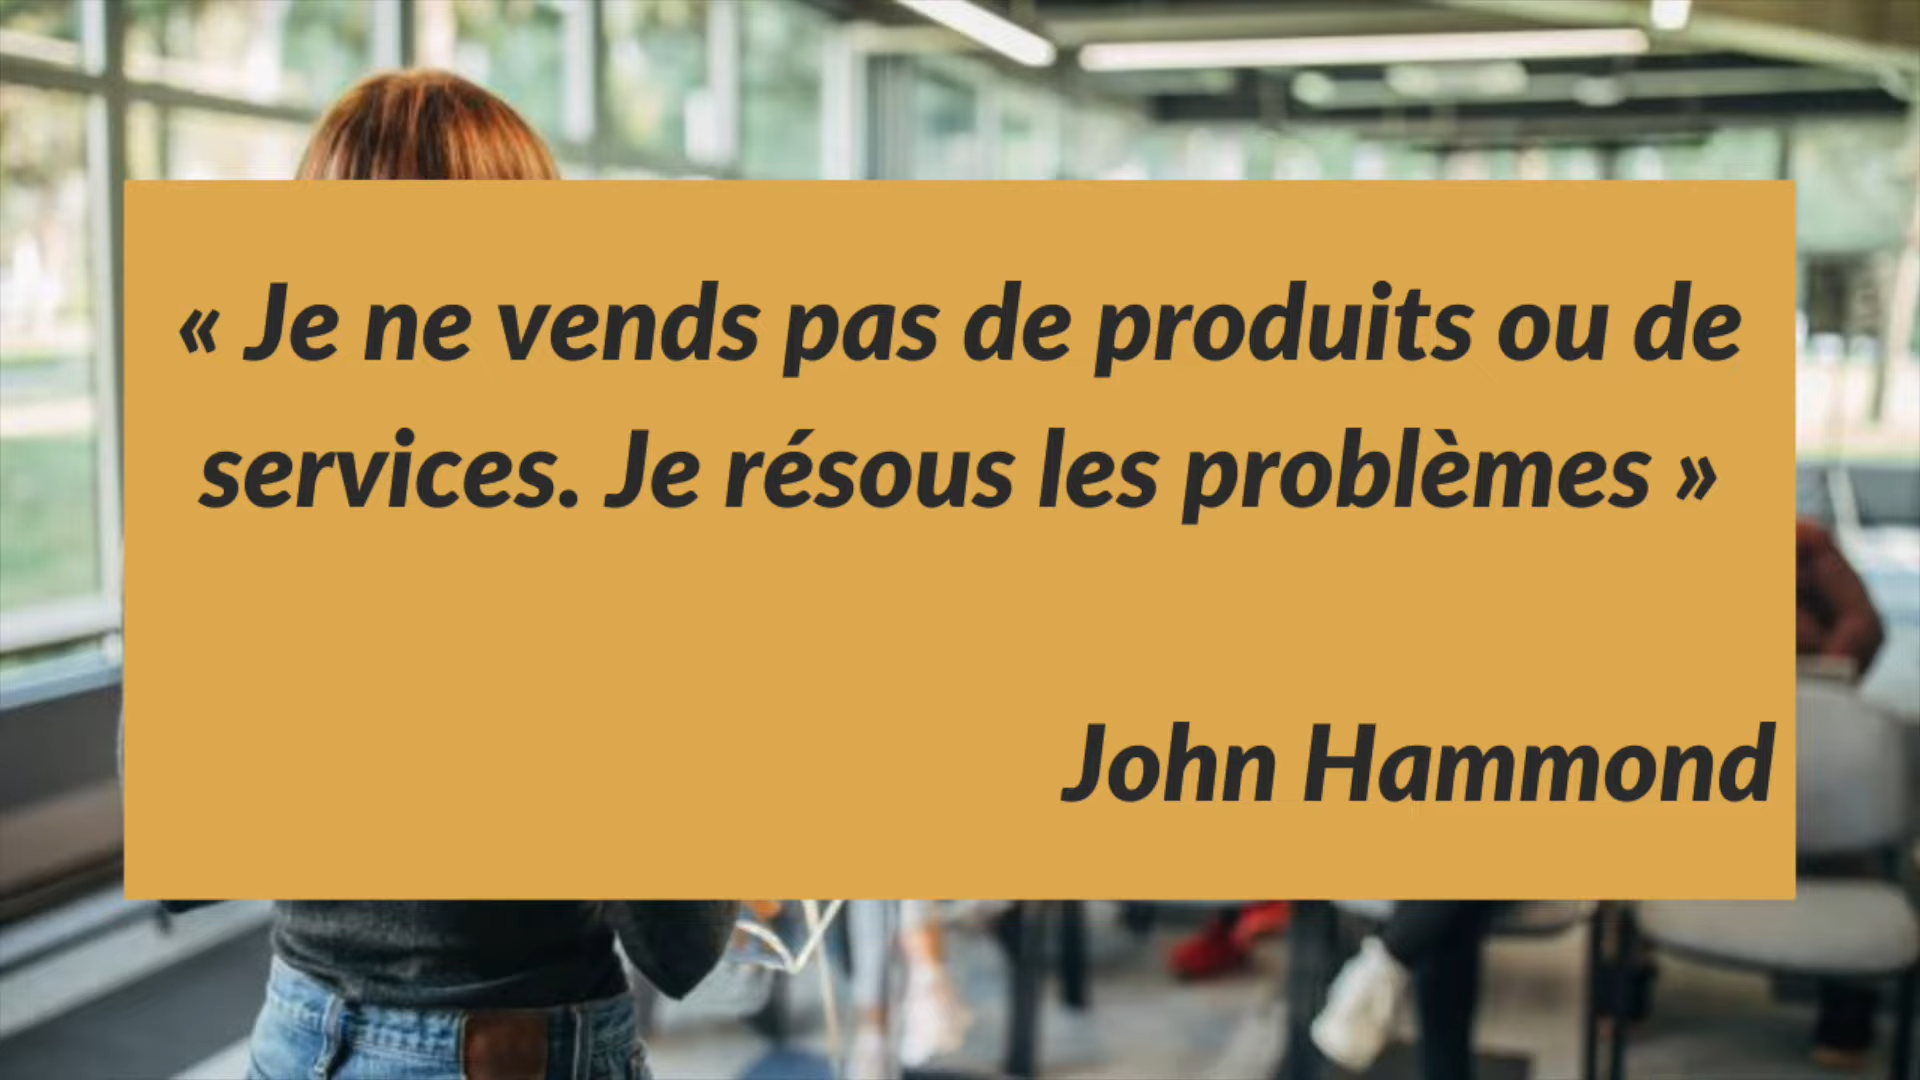 « Je ne vends pas de produits ou de
services. Je résous les problèmes »
John Hammond